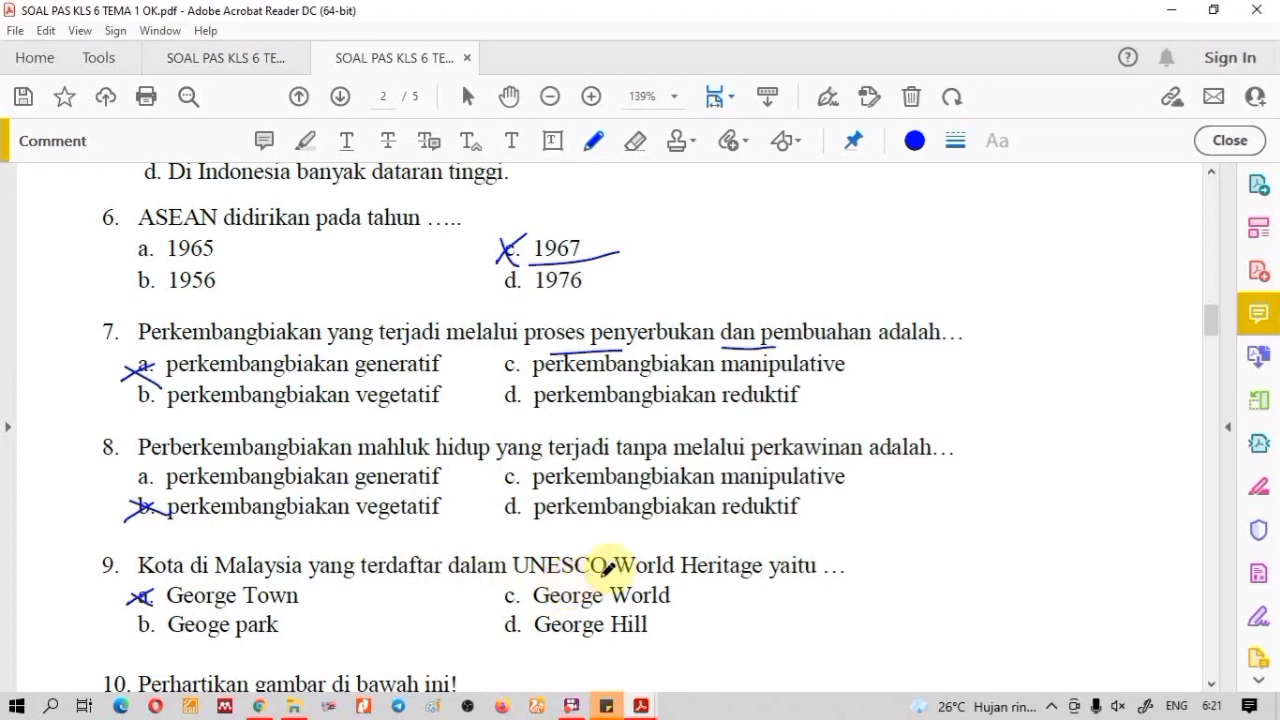 SOAL PAS KLS 6 TEMA 1 OK.pdf - Adobe Acrobat Reader DC (64-bit)
File Edit View Sign Window Help
Home Tools SOAL PAS KLS 6 TE... SOAL PAS KLS 6 TE... × Sign In
2 / 5 139%
Comment Aa Close
d. Di Indonesia banyak dataran tinggi.
6. ASEAN didirikan pada tahun …..
a. 1965 c. 1967
b. 1956 d. 1976
7. Perkembangbiakan yang terjadi melalui proses penyerbukan dan pembuahan adalah…
a. perkembangbiakan generatif c. perkembangbiakan manipulative
b. perkembangbiakan vegetatif d. perkembangbiakan reduktif
8. Perberkembangbiakan mahluk hidup yang terjadi tanpa melalui perkawinan adalah…
a. perkembangbiakan generatif c. perkembangbiakan manipulative
b. perkembangbiakan vegetatif d. perkembangbiakan reduktif
9. Kota di Malaysia yang terdaftar dalam UNESCO World Heritage yaitu …
a. George Town c. George World
b. Geoge park d. George Hill
10. Perhartikan gambar di bawah ini!
26°C Hujan rin... ENG 6:21